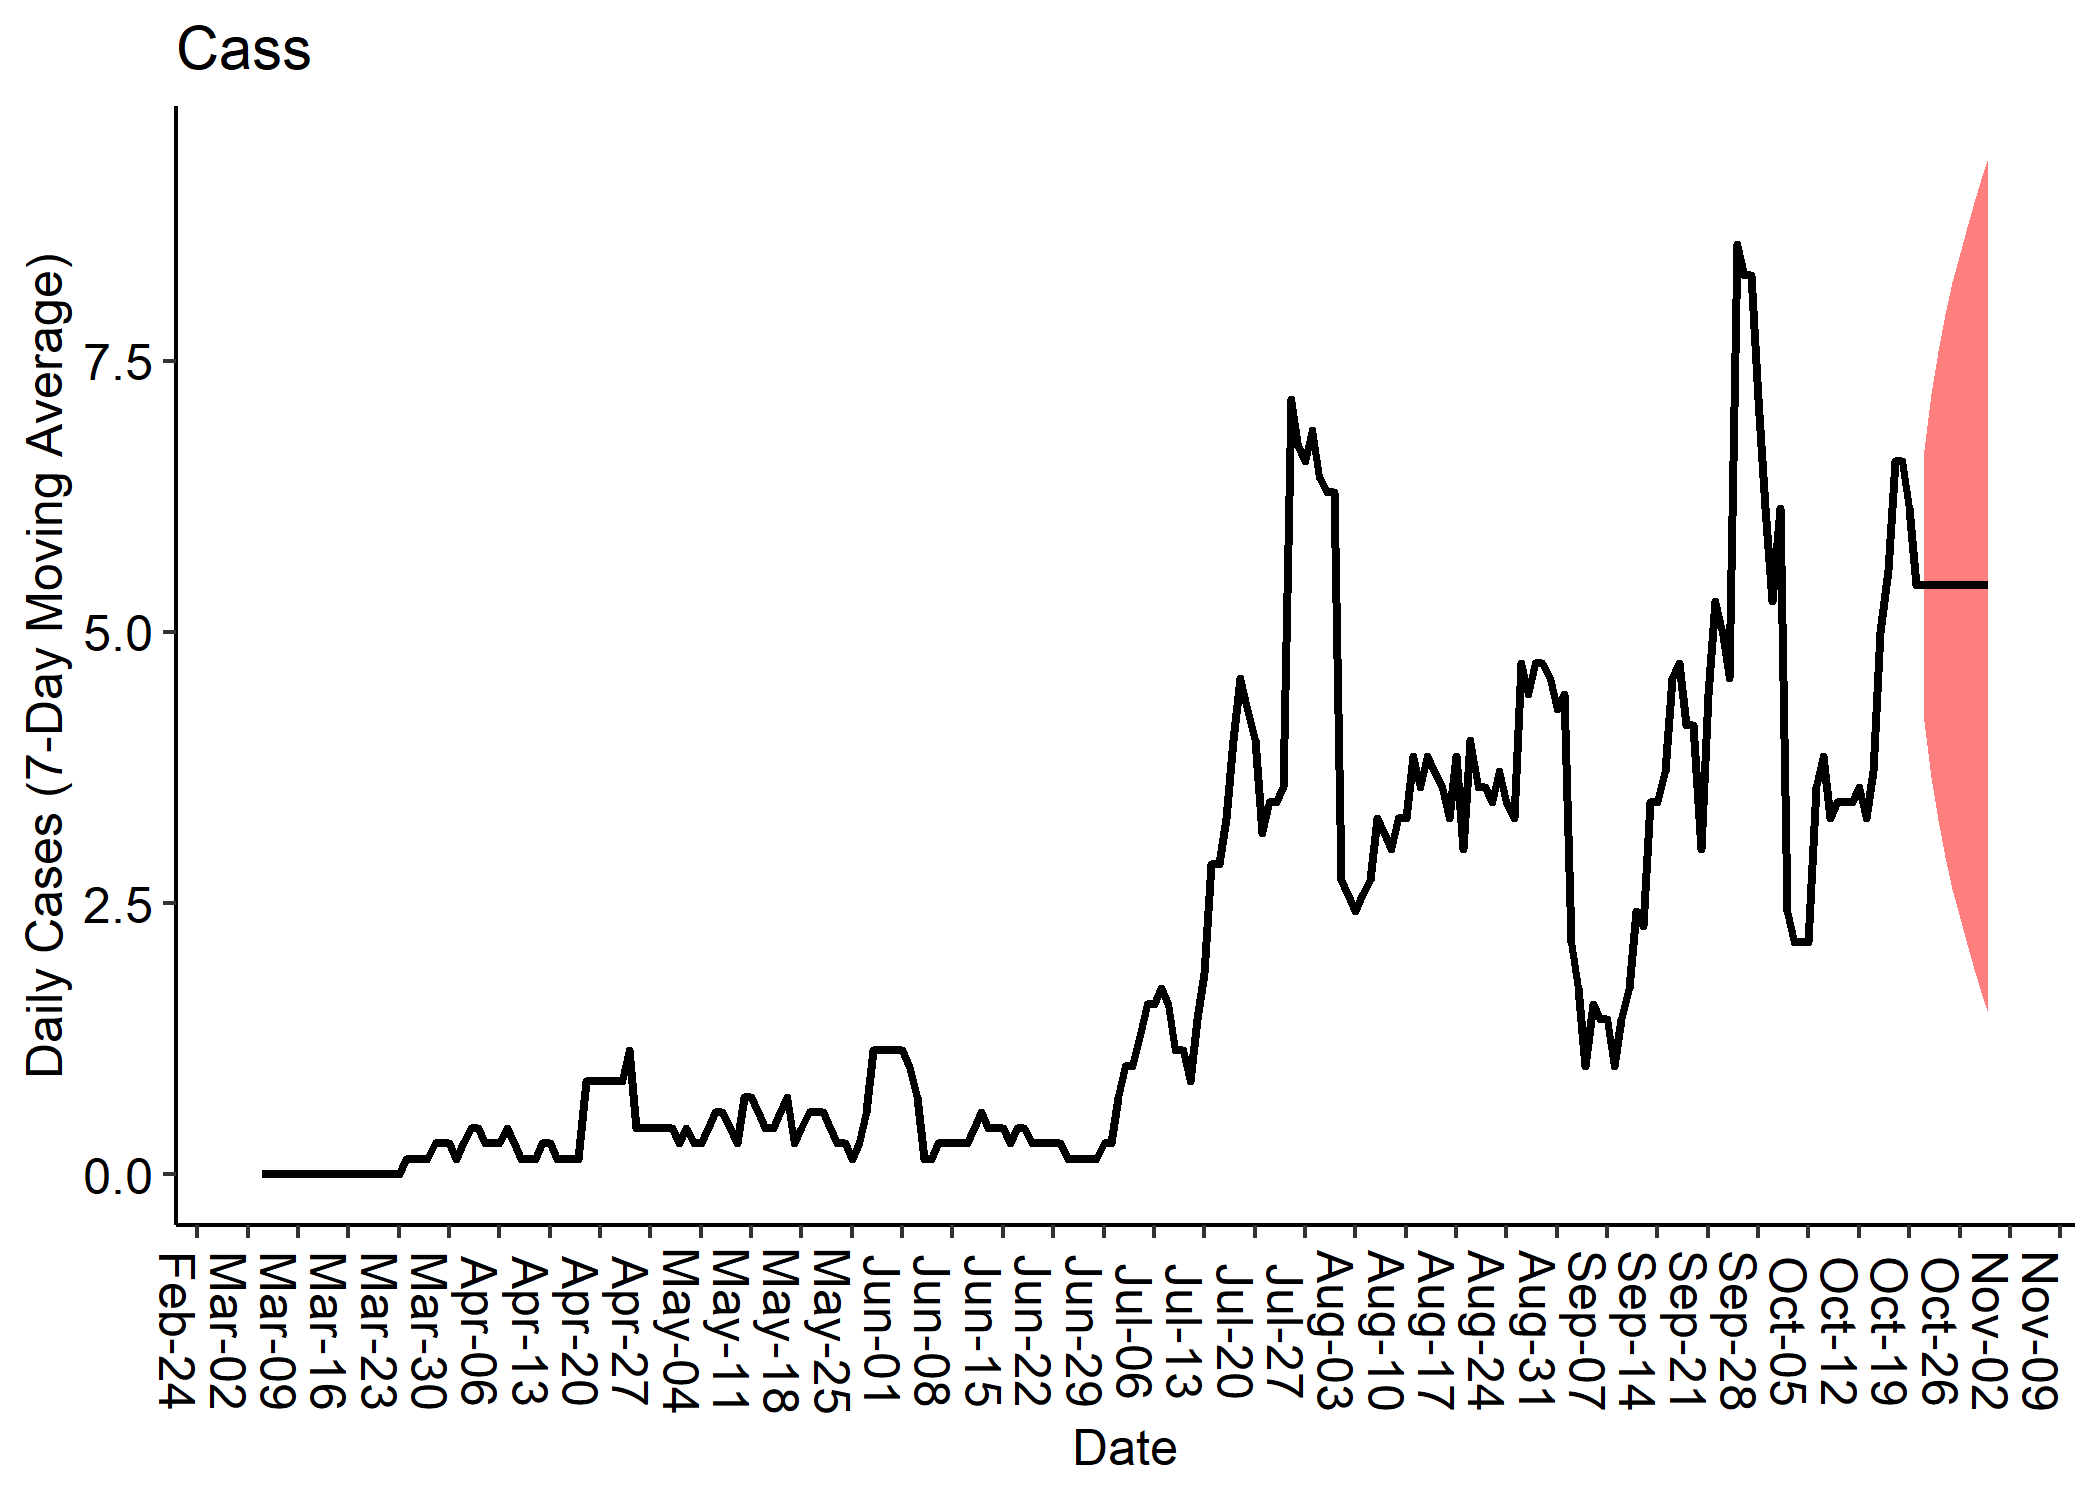 Cass
Daily Cases (7-Day Moving Average)
7.5
5.0
2.5
0.0
Feb-24
Mar-02
Mar-09
Mar-16
Mar-23
Mar-30
Apr-06
Apr-13
Apr-20
Apr-27
May-04
May-11
May-18
May-25
Jun-01
Jun-08
Jun-15
Jun-22
Jun-29
Jul-06
Jul-13
Jul-20
Jul-27
Aug-03
Aug-10
Aug-17
Aug-24
Aug-31
Sep-07
Sep-14
Sep-21
Sep-28
Oct-05
Oct-12
Oct-19
Oct-26
Nov-02
Nov-09
Date